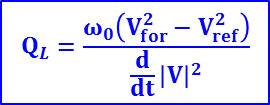 Q_L = ω₀(V²_for − V²_ref) / (d/dt |V|²)